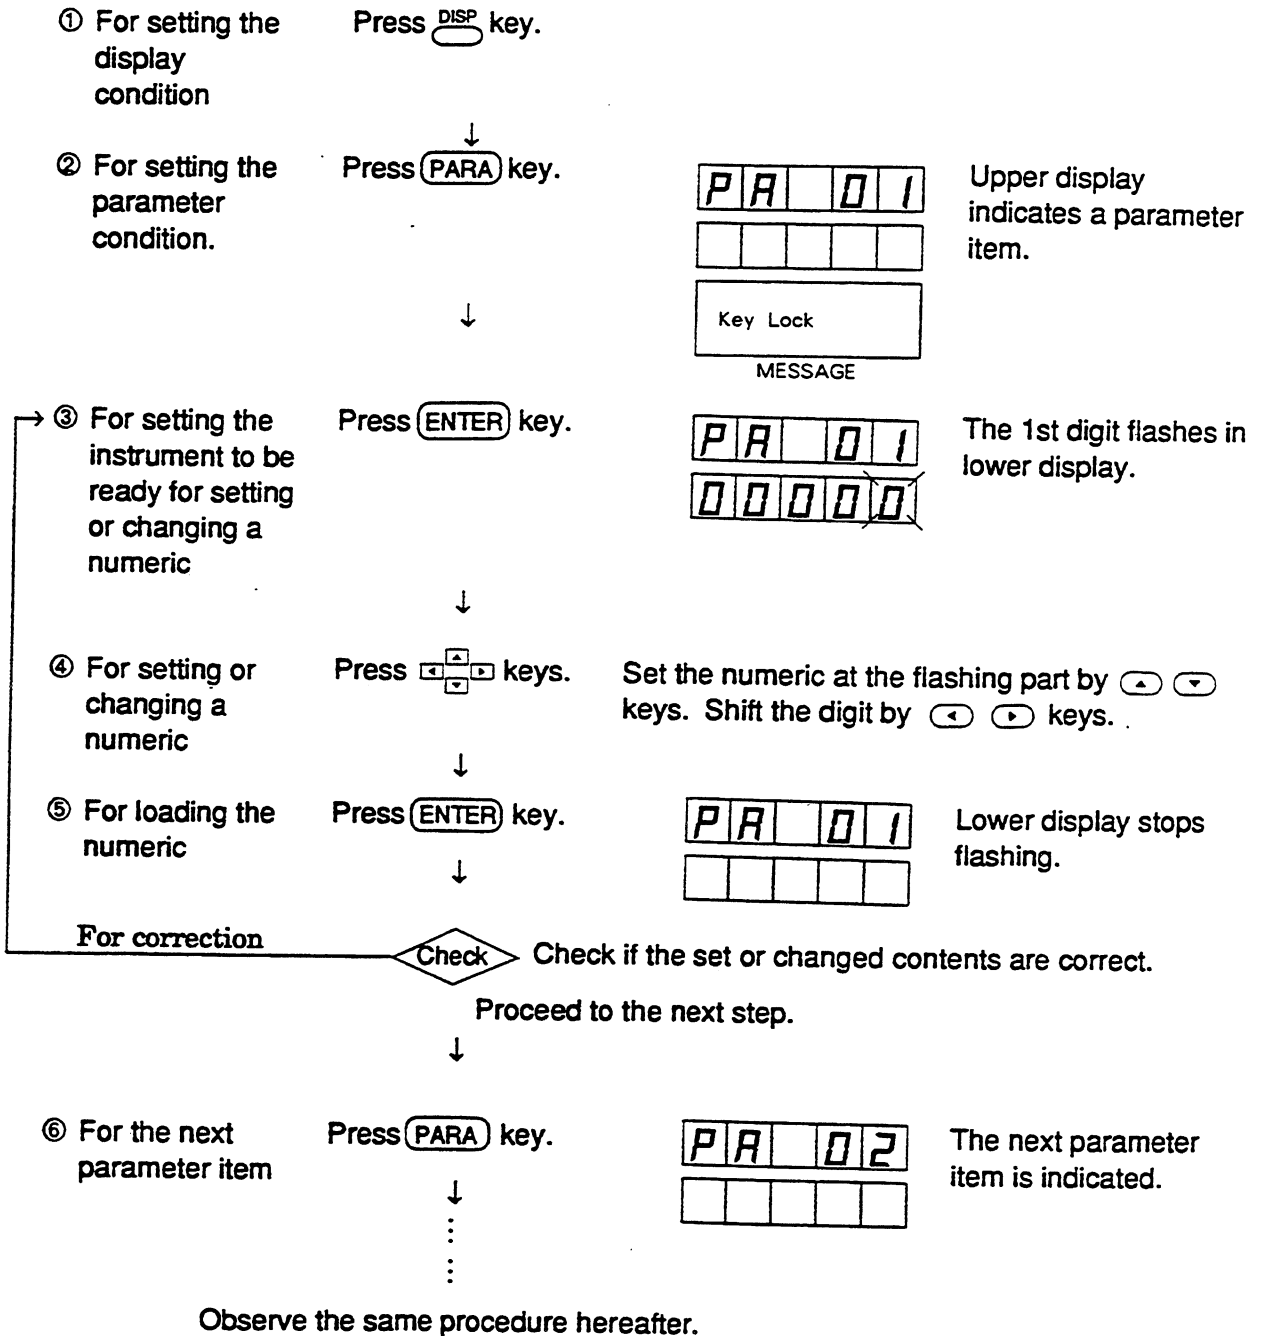 ① For setting the
display
condition
Press DISP key.
② For setting the
parameter
condition.
Press PARA key.
PA 01
Upper display
indicates a parameter
item.
Key Lock
MESSAGE
③ For setting the
instrument to be
ready for setting
or changing a
numeric
Press ENTER key.
PA 01
00000
The 1st digit flashes in
lower display.
④ For setting or
changing a
numeric
Press ◂▴▾▸ keys.
Set the numeric at the flashing part by ▴ ▾
keys. Shift the digit by ◂ ▸ keys.
⑤ For loading the
numeric
Press ENTER key.
PA 01
Lower display stops
flashing.
For correction
Check
Check if the set or changed contents are correct.
Proceed to the next step.
⑥ For the next
parameter item
Press PARA key.
PA 02
The next parameter
item is indicated.
Observe the same procedure hereafter.